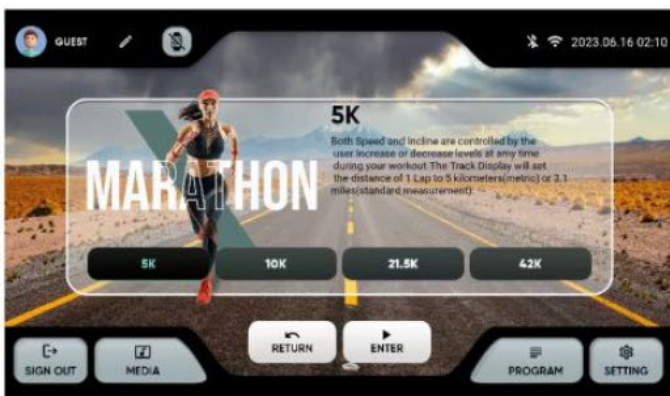 GUEST
2023.06.16 02:10
5K
Both Speed and Incline are controlled by the
user.Increase or decrease levels at amy time
during your workout.The Track Display will set
the distance of 1 Lap to 5 kilometers(metric) or 3.1
miles(standard measurement).
MARATHON
5K
10K
21.5K
42K
RETURN
ENTER
SIGN OUT
MEDIA
PROGRAM
SETTING